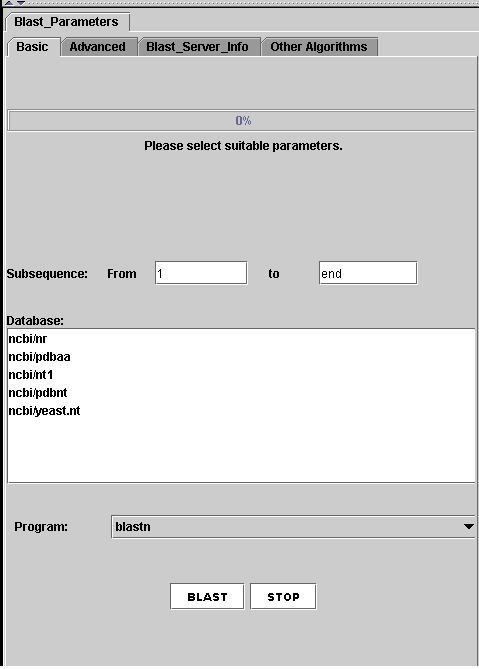 Blast_Parameters
Basic Advanced Blast_Server_Info Other Algorithms
0%
Please select suitable parameters.
Subsequence: From 1 to end
Database:
ncbi/nr
ncbi/pdbaa
ncbi/nt1
ncbi/pdbnt
ncbi/yeast.nt
Program: blastn
BLAST STOP